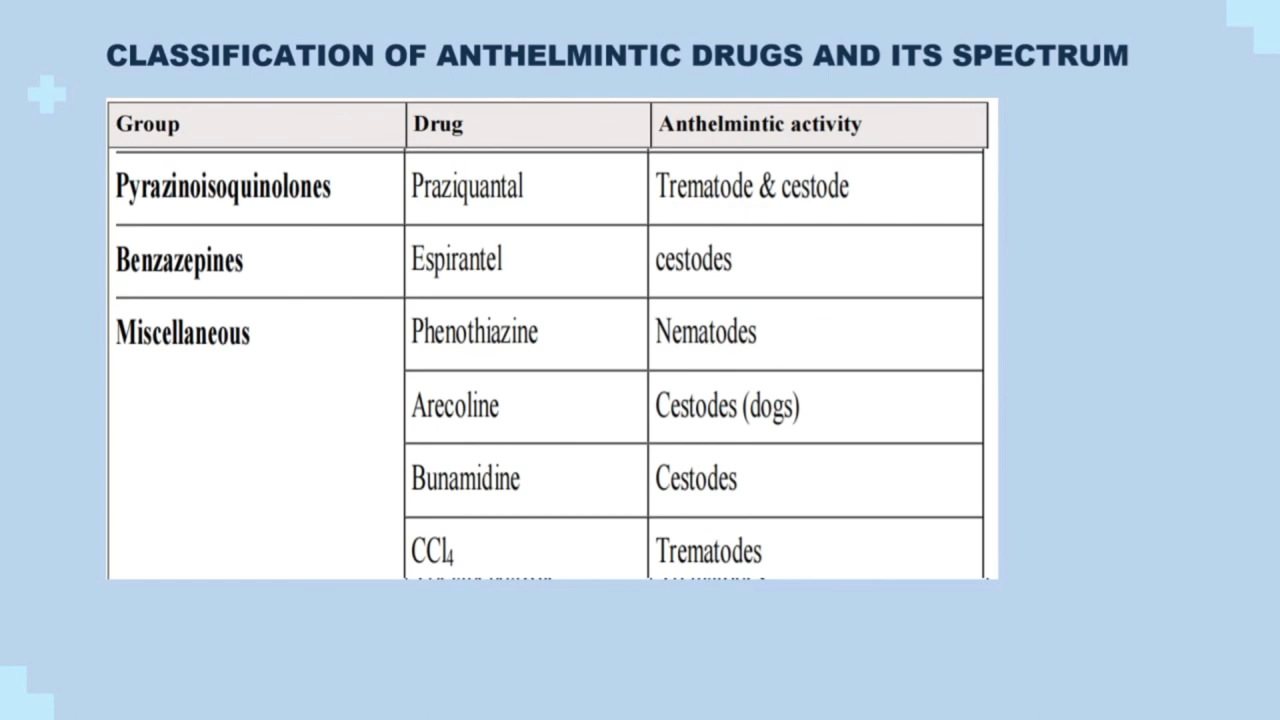 CLASSIFICATION OF ANTHELMINTIC DRUGS AND ITS SPECTRUM
Group Drug Anthelmintic activity
Pyrazinoisoquinolones Praziquantal Trematode & cestode
Benzazepines Espirantel cestodes
Miscellaneous Phenothiazine Nematodes
Arecoline Cestodes (dogs)
Bunamidine Cestodes
CCl₄ Trematodes